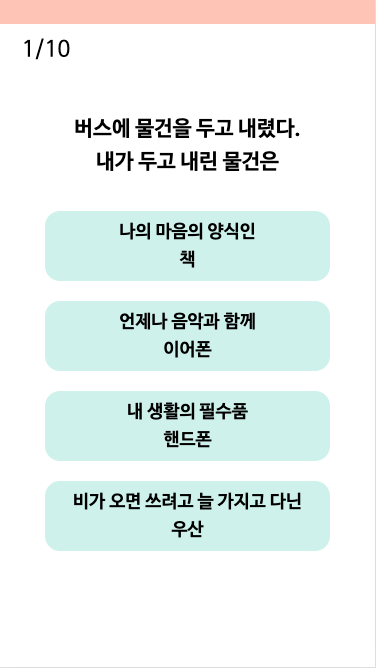 1/10
버스에 물건을 두고 내렸다.
내가 두고 내린 물건은
나의 마음의 양식인
책
언제나 음악과 함께
이어폰
내 생활의 필수품
핸드폰
비가 오면 쓰려고 늘 가지고 다닌
우산